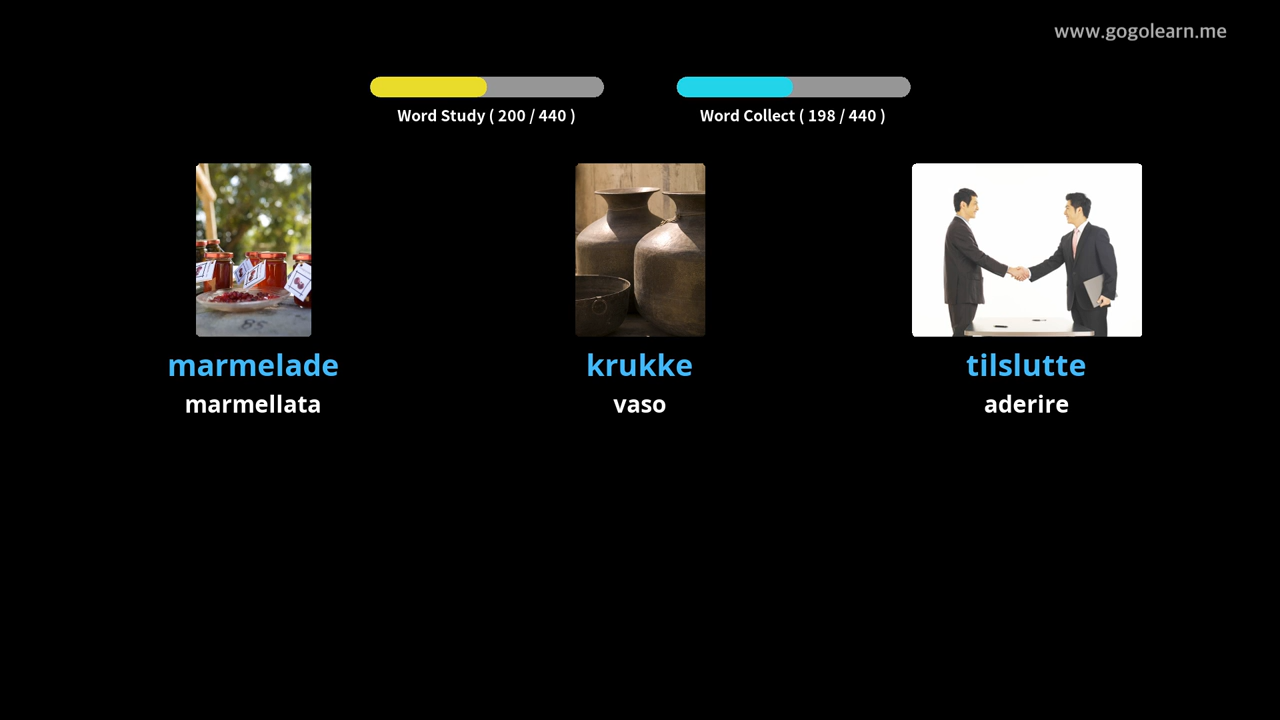 www.gogolearn.me
Word Study ( 200 / 440 )
Word Collect ( 198 / 440 )
marmelade
krukke
tilslutte
marmellata
vaso
aderire